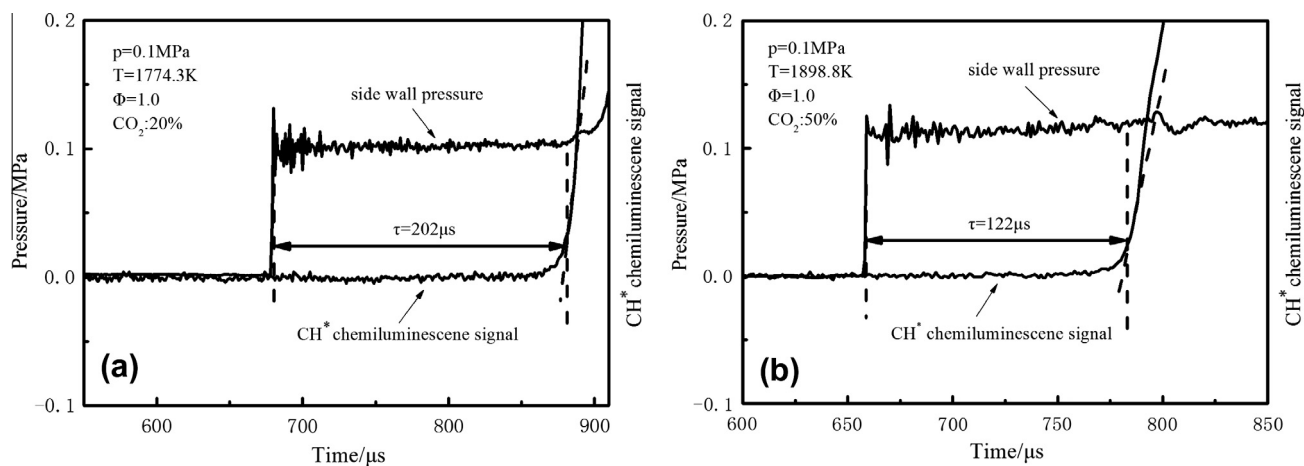 0.2
0.1
0.0
−0.1
Pressure/MPa
p=0.1MPa
T=1774.3K
Φ=1.0
CO₂:20%
side wall pressure
τ=202μs
CH* chemiluminescene signal
(a)
600
700
800
900
Time/μs
CH* chemiluminescene signal
0.2
0.1
0.0
−0.1
Pressure/MPa
p=0.1MPa
T=1898.8K
Φ=1.0
CO₂:50%
side wall pressure
τ=122μs
CH* chemiluminescene signal
(b)
600
650
700
750
800
850
Time/μs
CH* chemiluminescene signal